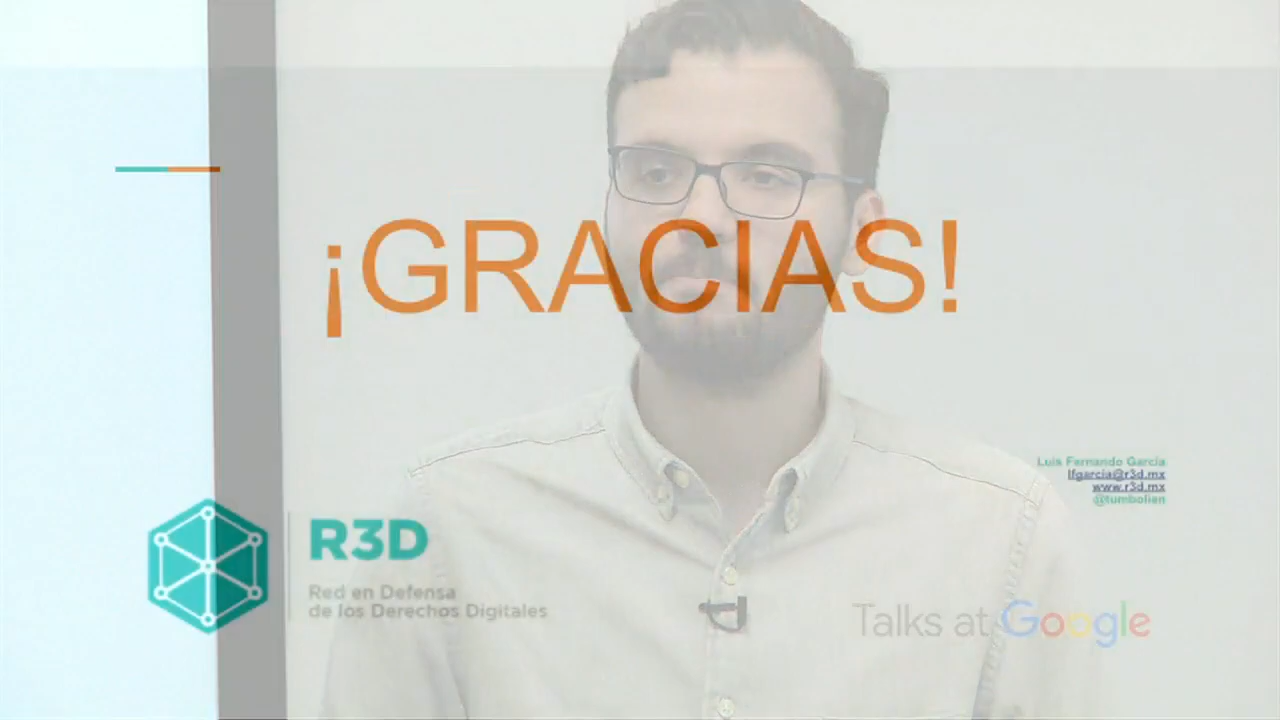 ¡GRACIAS!
Luis Fernando García
lfgarcia@r3d.mx
www.r3d.mx
@tumbolian
R3D
Red en Defensa
de los Derechos Digitales
Talks at Google